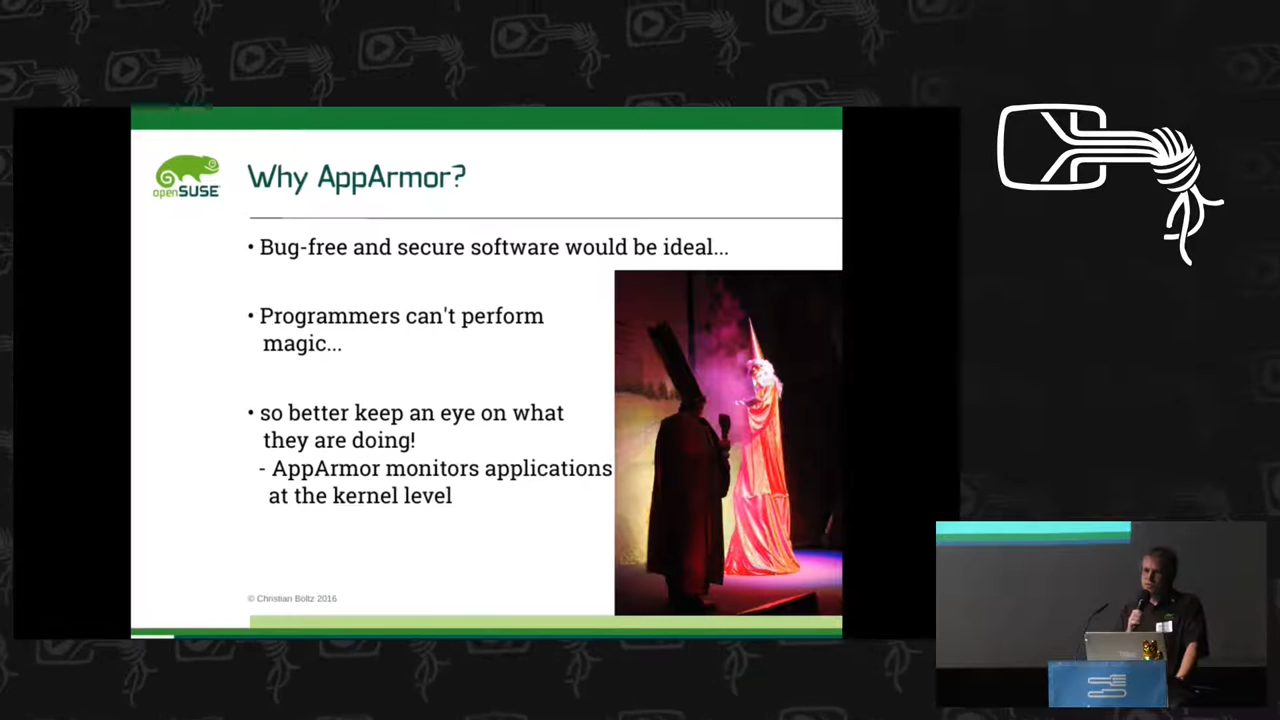 openSUSE
Why AppArmor?
• Bug-free and secure software would be ideal...
• Programmers can't perform
magic...
• so better keep an eye on what
they are doing!
- AppArmor monitors applications
at the kernel level
© Christian Boltz 2016